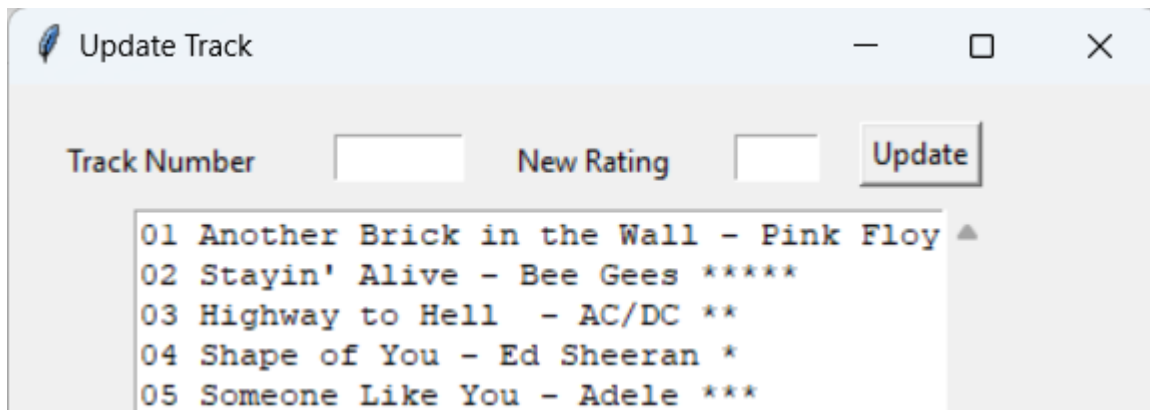 Update Track
Track Number New Rating Update
01 Another Brick in the Wall - Pink Floy
02 Stayin' Alive - Bee Gees *****
03 Highway to Hell  - AC/DC **
04 Shape of You - Ed Sheeran *
05 Someone Like You - Adele ***